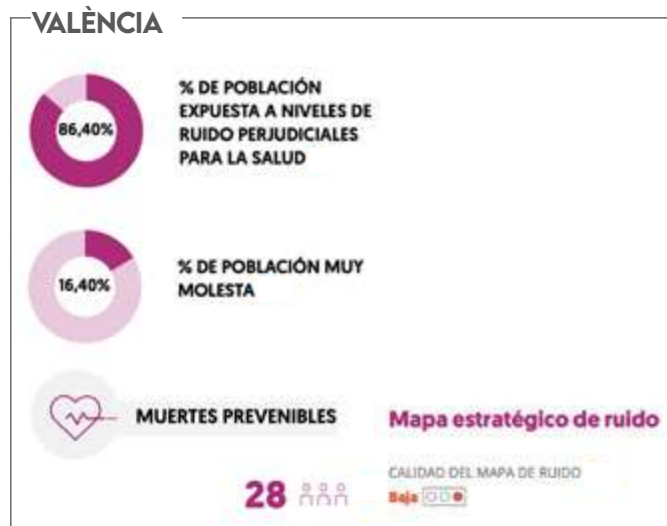 VALÈNCIA
86,40%
% DE POBLACIÓN
EXPUESTA A NIVELES DE
RUIDO PERJUDICIALES
PARA LA SALUD
16,40%
% DE POBLACIÓN MUY
MOLESTA
MUERTES PREVENIBLES
28
Mapa estratégico de ruido
CALIDAD DEL MAPA DE RUIDO
Baja